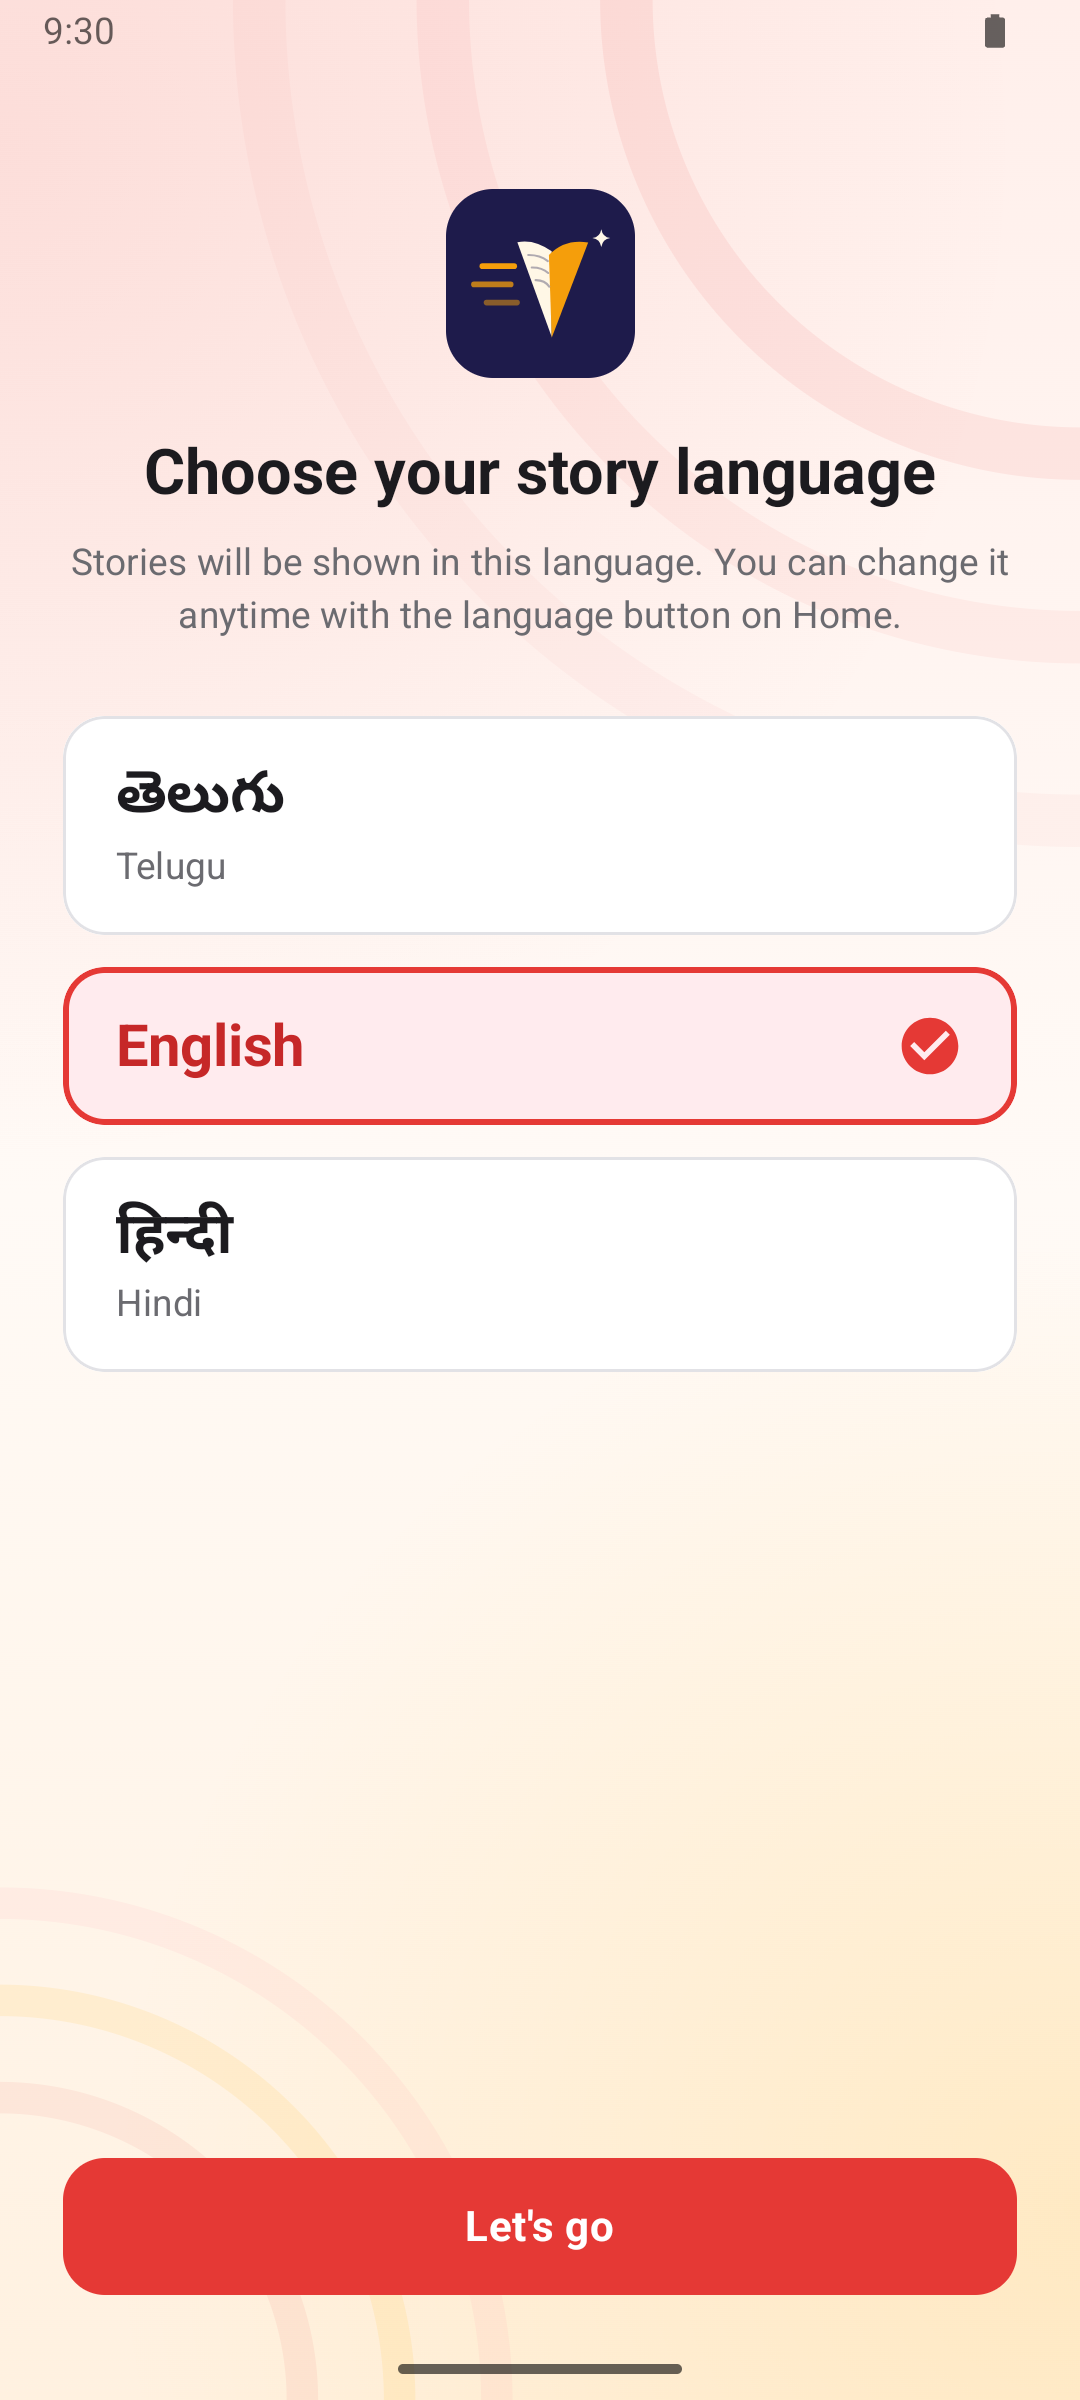 9:30
Choose your story language
Stories will be shown in this language. You can change it
anytime with the language button on Home.
తెలుగు
Telugu
English
हिन्दी
Hindi
Let's go